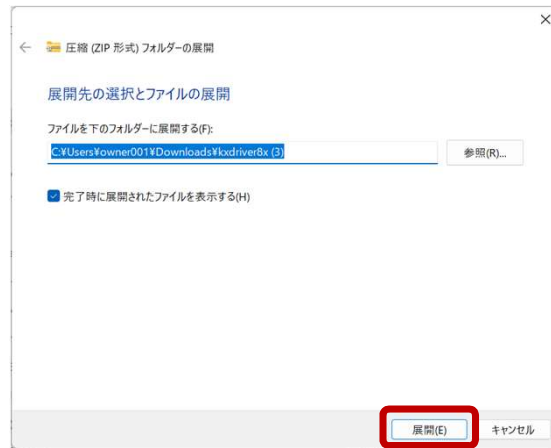 圧縮 (ZIP 形式) フォルダーの展開
展開先の選択とファイルの展開
ファイルを下のフォルダーに展開する(F):
C:¥Users¥owner001¥Downloads¥kxdriver8x (3)
参照(R)...
完了時に展開されたファイルを表示する(H)
展開(E)
キャンセル